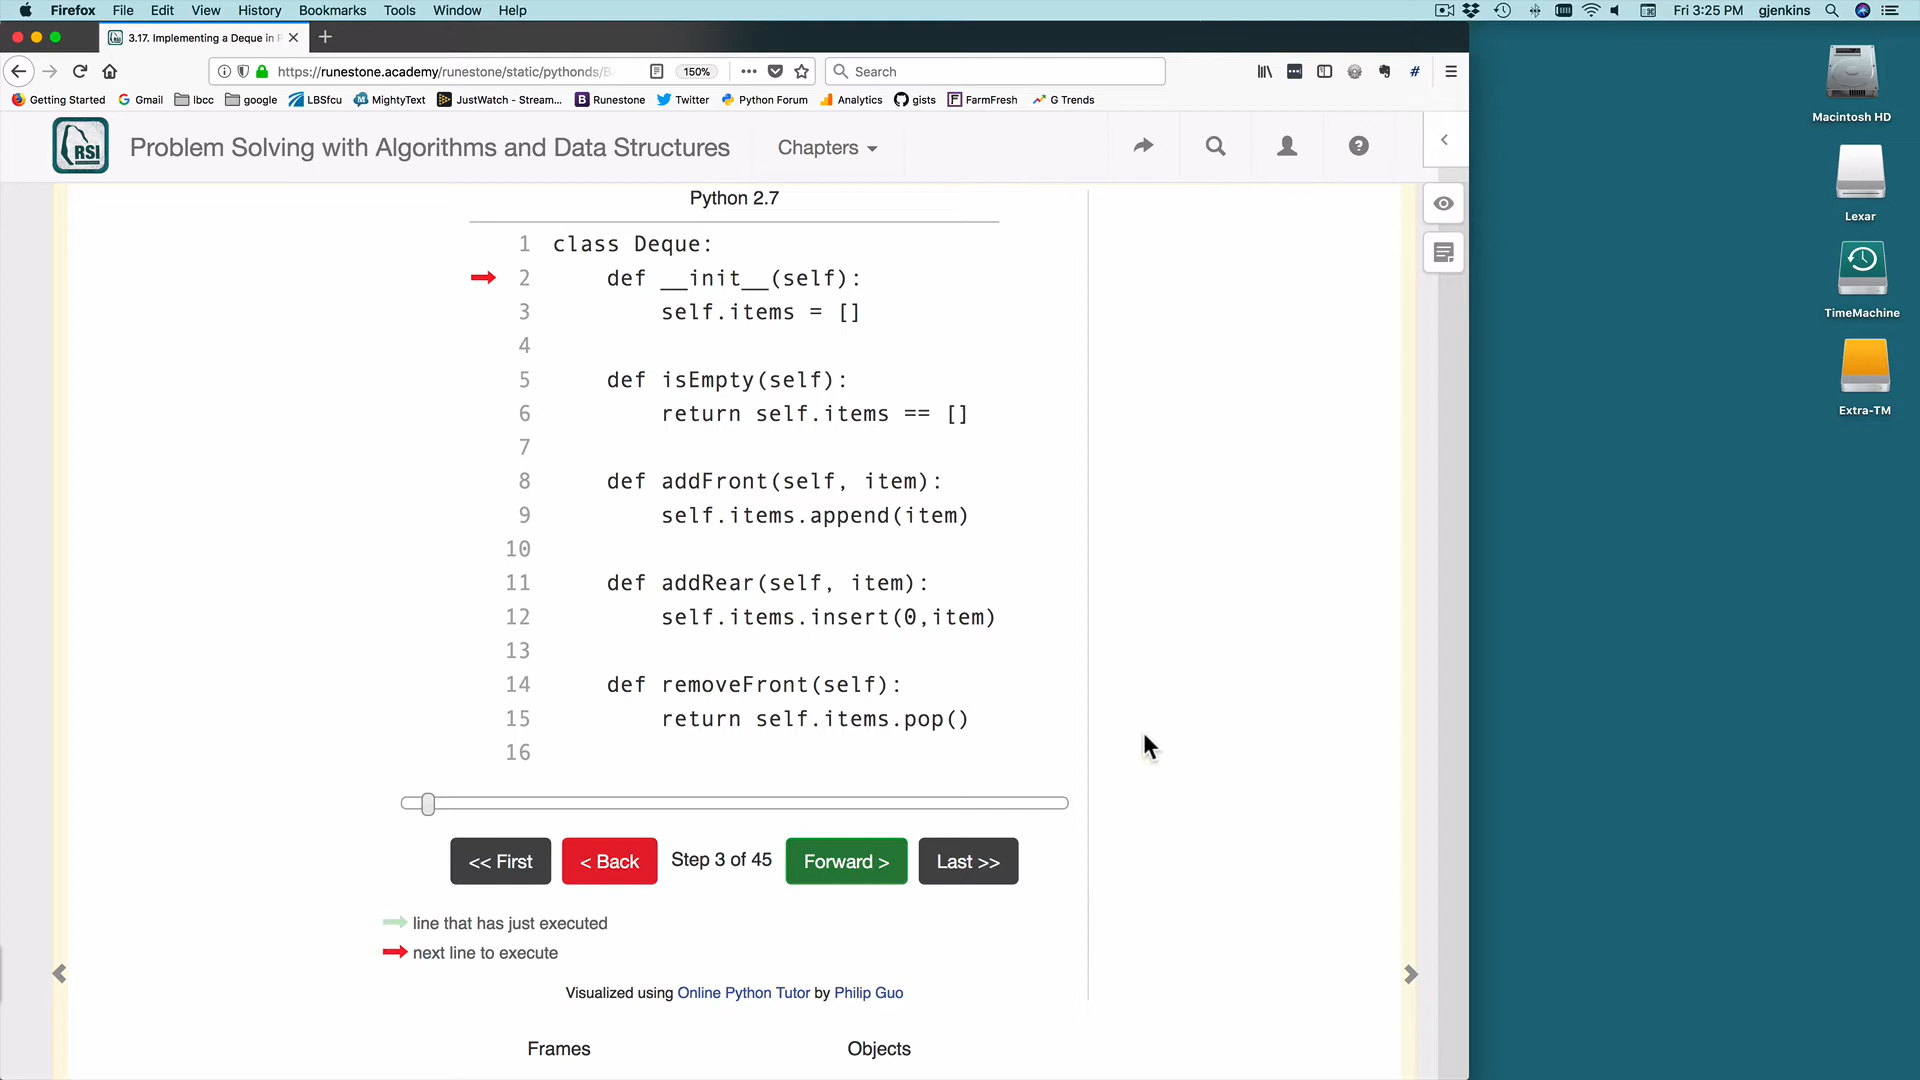 Firefox File Edit View History Bookmarks Tools Window Help Fri 3:25 PM gjenkins
3.17. Implementing a Deque in P
https://runestone.academy/runestone/static/pythonds/B 150% Search
Getting Started Gmail lbcc google LBSfcu MightyText JustWatch - Stream... Runestone Twitter Python Forum Analytics gists FarmFresh G Trends
RSI Problem Solving with Algorithms and Data Structures Chapters
Python 2.7
1 class Deque:
2 def __init__(self):
3 self.items = []
4
5 def isEmpty(self):
6 return self.items == []
7
8 def addFront(self, item):
9 self.items.append(item)
10
11 def addRear(self, item):
12 self.items.insert(0,item)
13
14 def removeFront(self):
15 return self.items.pop()
16
<< First < Back Step 3 of 45 Forward > Last >>
line that has just executed
next line to execute
Visualized using Online Python Tutor by Philip Guo
Frames Objects
Macintosh HD
Lexar
TimeMachine
Extra-TM